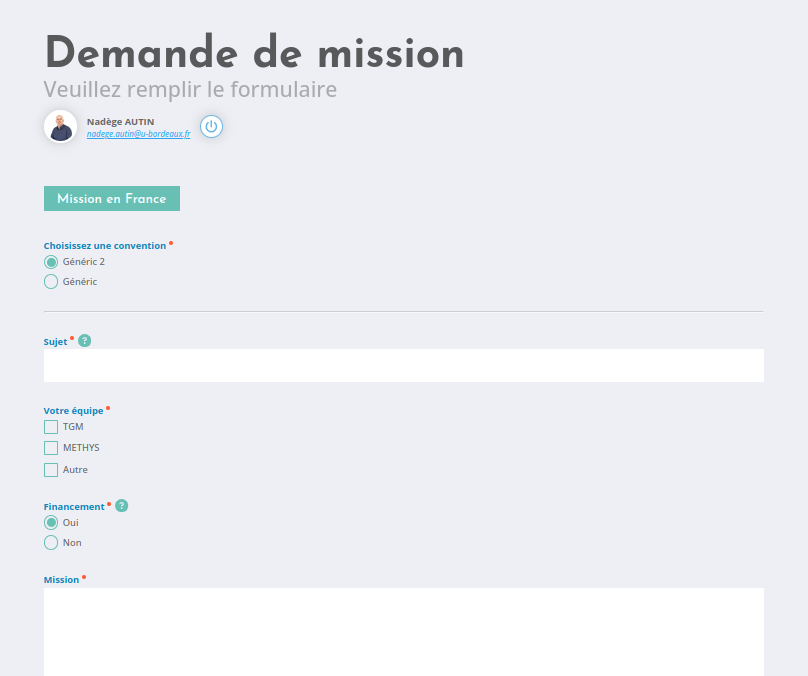 Demande de mission
Veuillez remplir le formulaire
Nadège AUTIN
nadege.autin@u-bordeaux.fr
Mission en France
Choisissez une convention
Généric 2
Généric
Sujet ?
Votre équipe
TGM
METHYS
Autre
Financement ?
Oui
Non
Mission